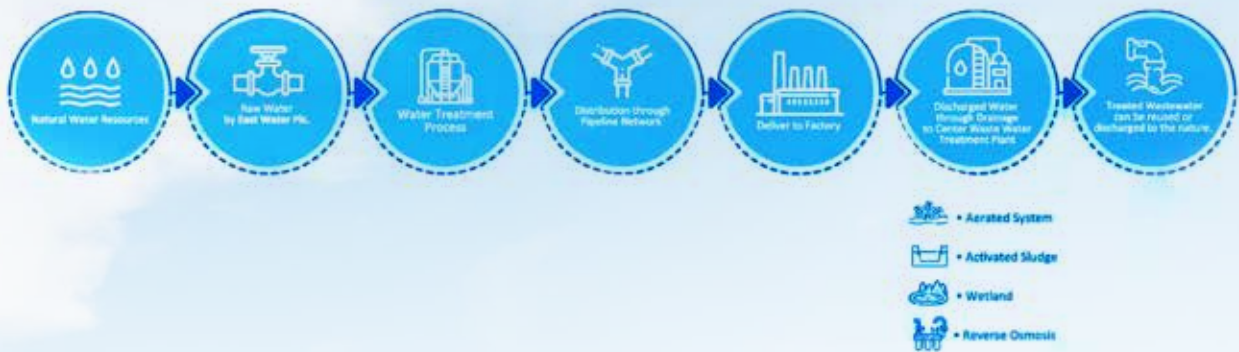 Natural Water Resources
Raw Water
by East Water Plc.
Water Treatment
Process
Distribution through
Pipeline Network
Deliver to Factory
Discharged Water
through Drainage
to Center Waste Water
Treatment Plant
Treated Wastewater
can be reused or
discharged to the nature.
• Aerated System
• Activated Sludge
• Wetland
• Reverse Osmosis